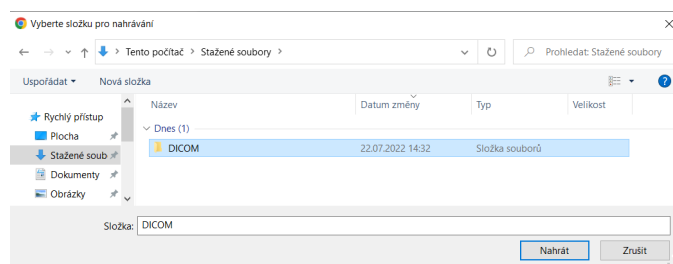 Vyberte složku pro nahrávání
Tento počítač > Stažené soubory >
Prohledat: Stažené soubory
Uspořádat Nová složka
Název Datum změny Typ Velikost
Rychlý přístup
Dnes (1)
Plocha
DICOM 22.07.2022 14:32 Složka souborů
Stažené soub
Dokumenty
Obrázky
Složka: DICOM
Nahrát Zrušit